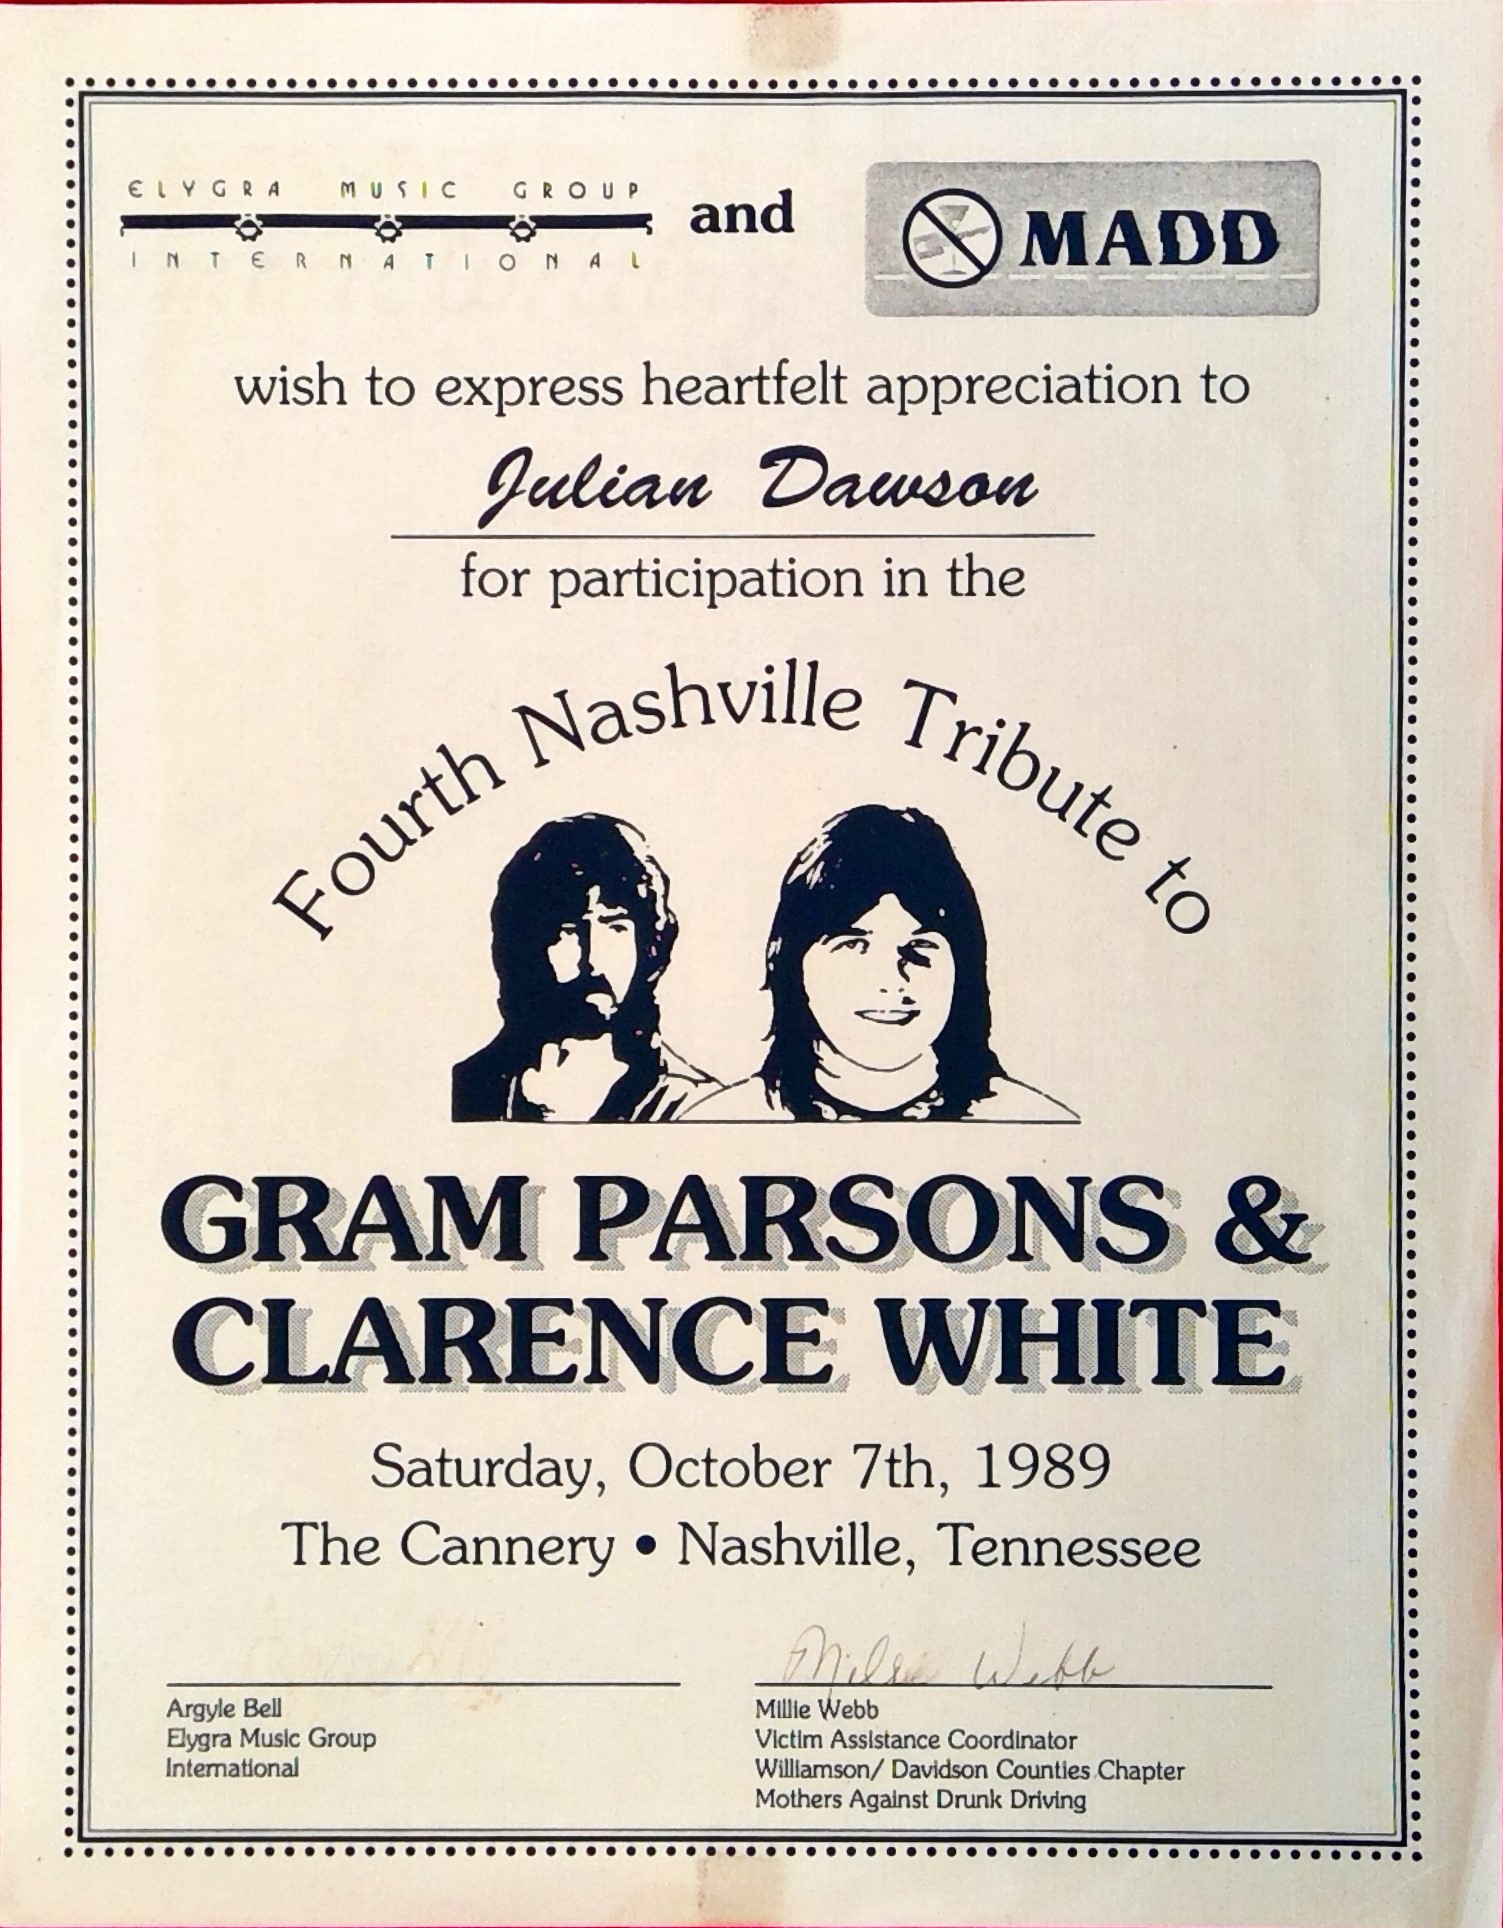 ELYGRA MUSIC GROUP
INTERNATIONAL
and
MADD
wish to express heartfelt appreciation to
Julian Dawson
for participation in the
Fourth Nashville Tribute to
GRAM PARSONS &
CLARENCE WHITE
Saturday, October 7th, 1989
The Cannery • Nashville, Tennessee
Millie Webb
Argyle Bell
Elygra Music Group
International
Millie Webb
Victim Assistance Coordinator
Williamson/ Davidson Counties Chapter
Mothers Against Drunk Driving